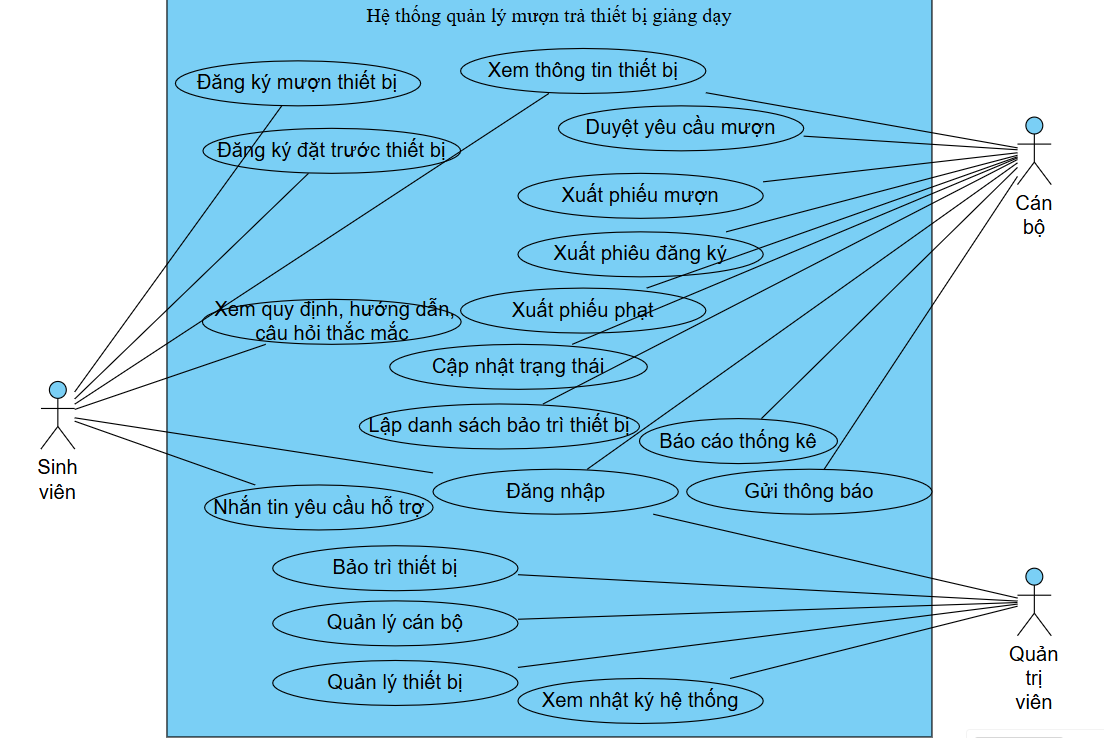 Hệ thống quản lý mượn trả thiết bị giảng dạy
Xem thông tin thiết bị
Đăng ký mượn thiết bị
Duyệt yêu cầu mượn
Đăng ký đặt trước thiết bị
Xuất phiếu mượn
Cán
bộ
Xuất phiêu đăng ký
Xem quy định, hướng dẫn,
câu hỏi thắc mắc
Xuất phiếu phạt
Cập nhật trạng thái
Lập danh sách bảo trì thiết bị
Báo cáo thống kê
Sinh
viên
Đăng nhập
Gửi thông báo
Nhắn tin yêu cầu hỗ trợ
Bảo trì thiết bị
Quản lý cán bộ
Quản lý thiết bị
Xem nhật ký hệ thống
Quản
trị
viên